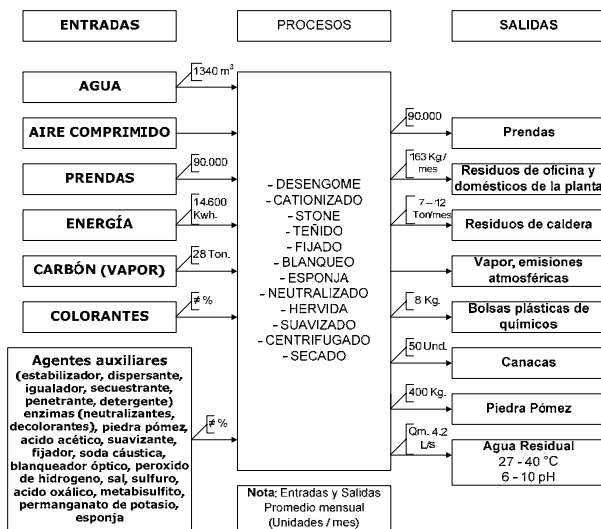 ENTRADAS
PROCESOS
SALIDAS
1340 m³
AGUA
AIRE COMPRIMIDO
90.000
PRENDAS
14.600
Kwh.
ENERGÍA
28 Ton.
CARBÓN (VAPOR)
≠ %
COLORANTES
Agentes auxiliares
(estabilizador, dispersante,
igualador, secuestrante,
penetrante, detergente)
enzimas (neutralizantes,
decolorantes), piedra pómez,
acido acético, suavizante,
fijador, soda cáustica,
blanqueador óptico, peroxido
de hidrogeno, sal, sulfuro,
acido oxálico, metabisulfito,
permanganato de potasio,
esponja
≠ %
- DESENGOME
- CATIONIZADO
- STONE
- TEÑIDO
- FIJADO
- BLANQUEO
- ESPONJA
- NEUTRALIZADO
- HERVIDA
- SUAVIZADO
- CENTRIFUGADO
- SECADO
Nota: Entradas y Salidas
Promedio mensual
(Unidades / mes)
90.000
Prendas
163 Kg/
mes
Residuos de oficina y
domésticos de la planta
7 – 12
Ton/mes
Residuos de caldera
Vapor, emisiones
atmosféricas
8 Kg.
Bolsas plásticas de
químicos
50 Und.
Canacas
400 Kg.
Piedra Pómez
Qm. 4.2
L/s
Agua Residual
27 - 40 °C
6 - 10 pH